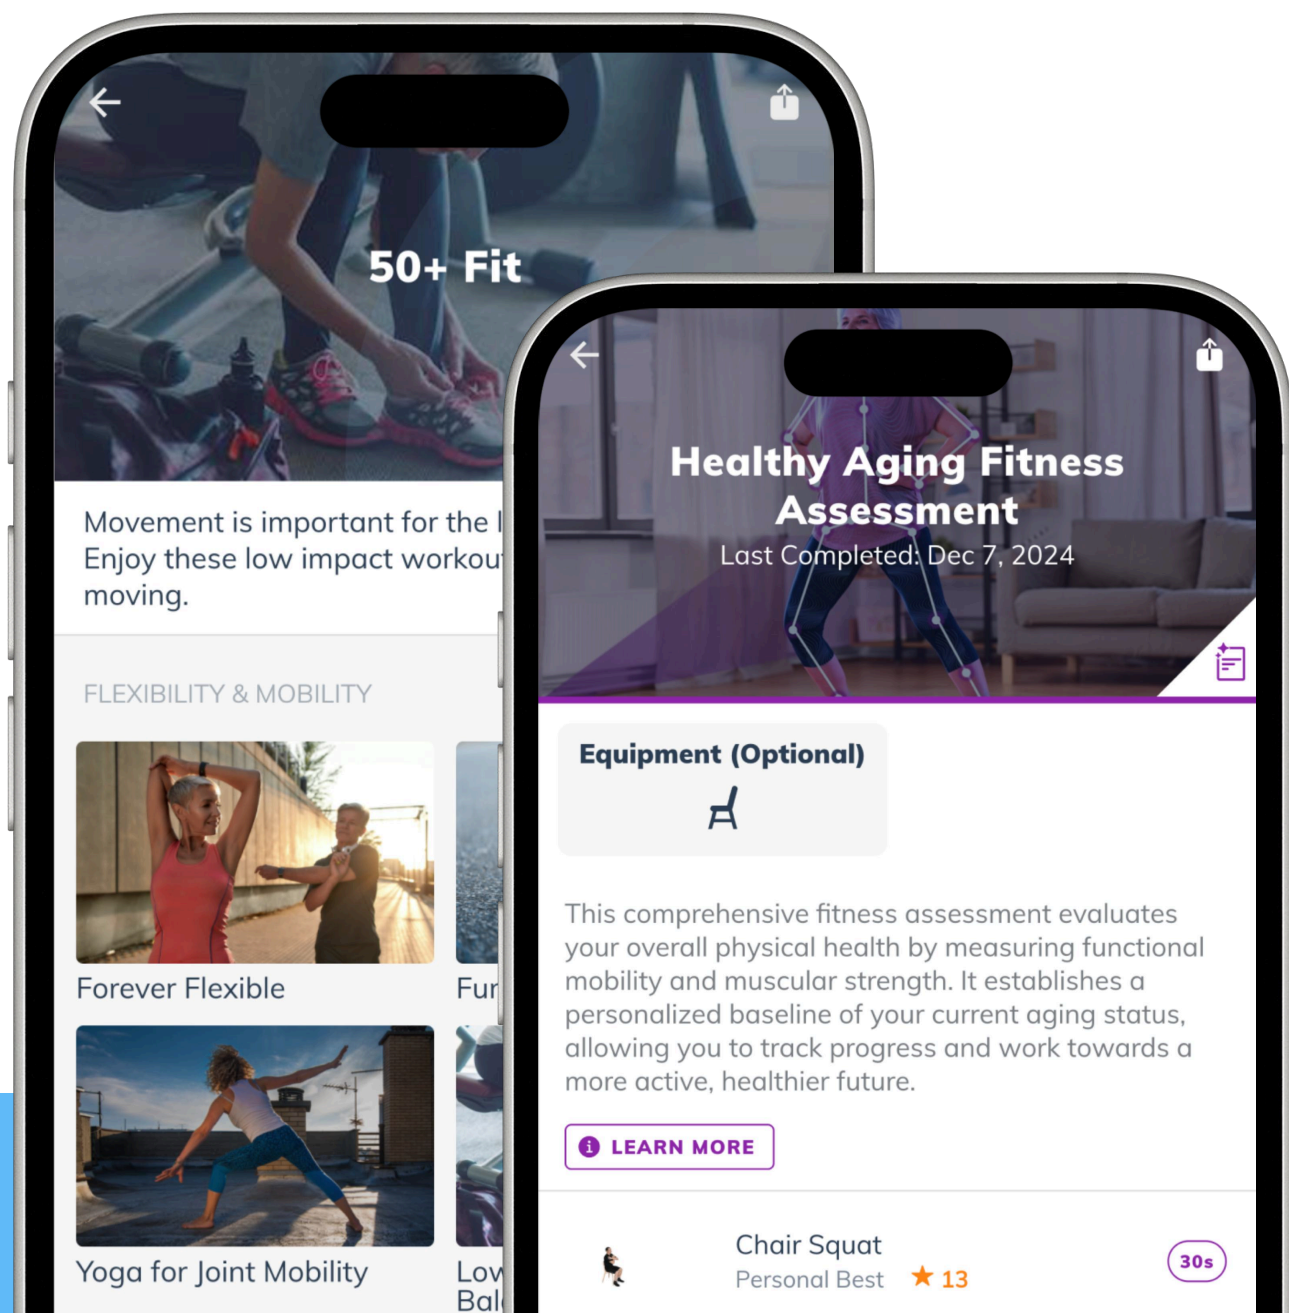 50+ Fit
Movement is important for the
Enjoy these low impact
moving.
FLEXIBILITY & MOBILITY
Forever Flexible
Yoga for Joint Mobility
Healthy Aging Fitness
Assessment
Last Completed: Dec 7, 2024
Equipment (Optional)
This comprehensive fitness assessment evaluates
your overall physical health by measuring functional
mobility and muscular strength. It establishes a
personalized baseline of your current aging status,
allowing you to track progress and work towards a
more active, healthier future.
LEARN MORE
Chair Squat
Personal Best ★ 13
30s